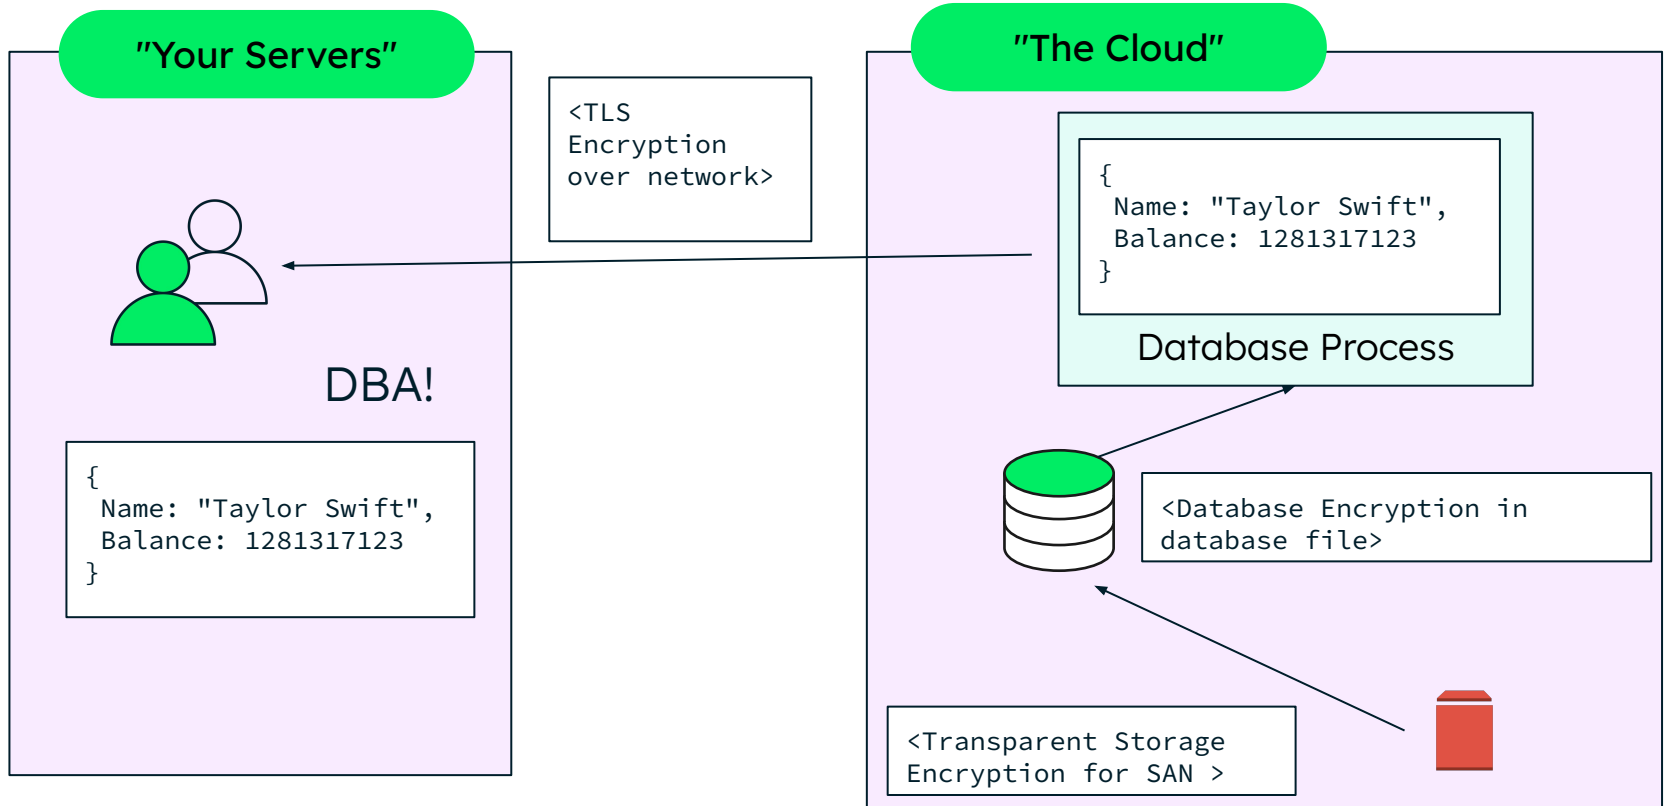 "Your Servers"
DBA!
{
Name: "Taylor Swift",
Balance: 1281317123
}
<TLS
Encryption
over network>
"The Cloud"
{
Name: "Taylor Swift",
Balance: 1281317123
}
Database Process
<Database Encryption in
database file>
<Transparent Storage
Encryption for SAN >